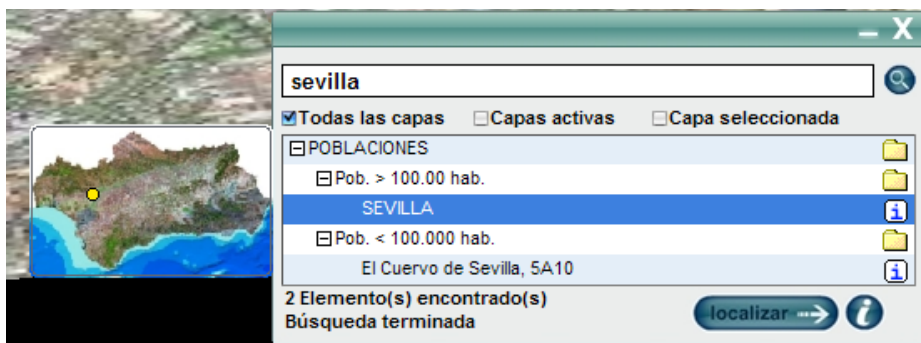 sevilla
Todas las capas Capas activas Capa seleccionada
POBLACIONES
Pob. > 100.00 hab.
SEVILLA
Pob. < 100.000 hab.
El Cuervo de Sevilla, 5A10
2 Elemento(s) encontrado(s)
Búsqueda terminada
localizar